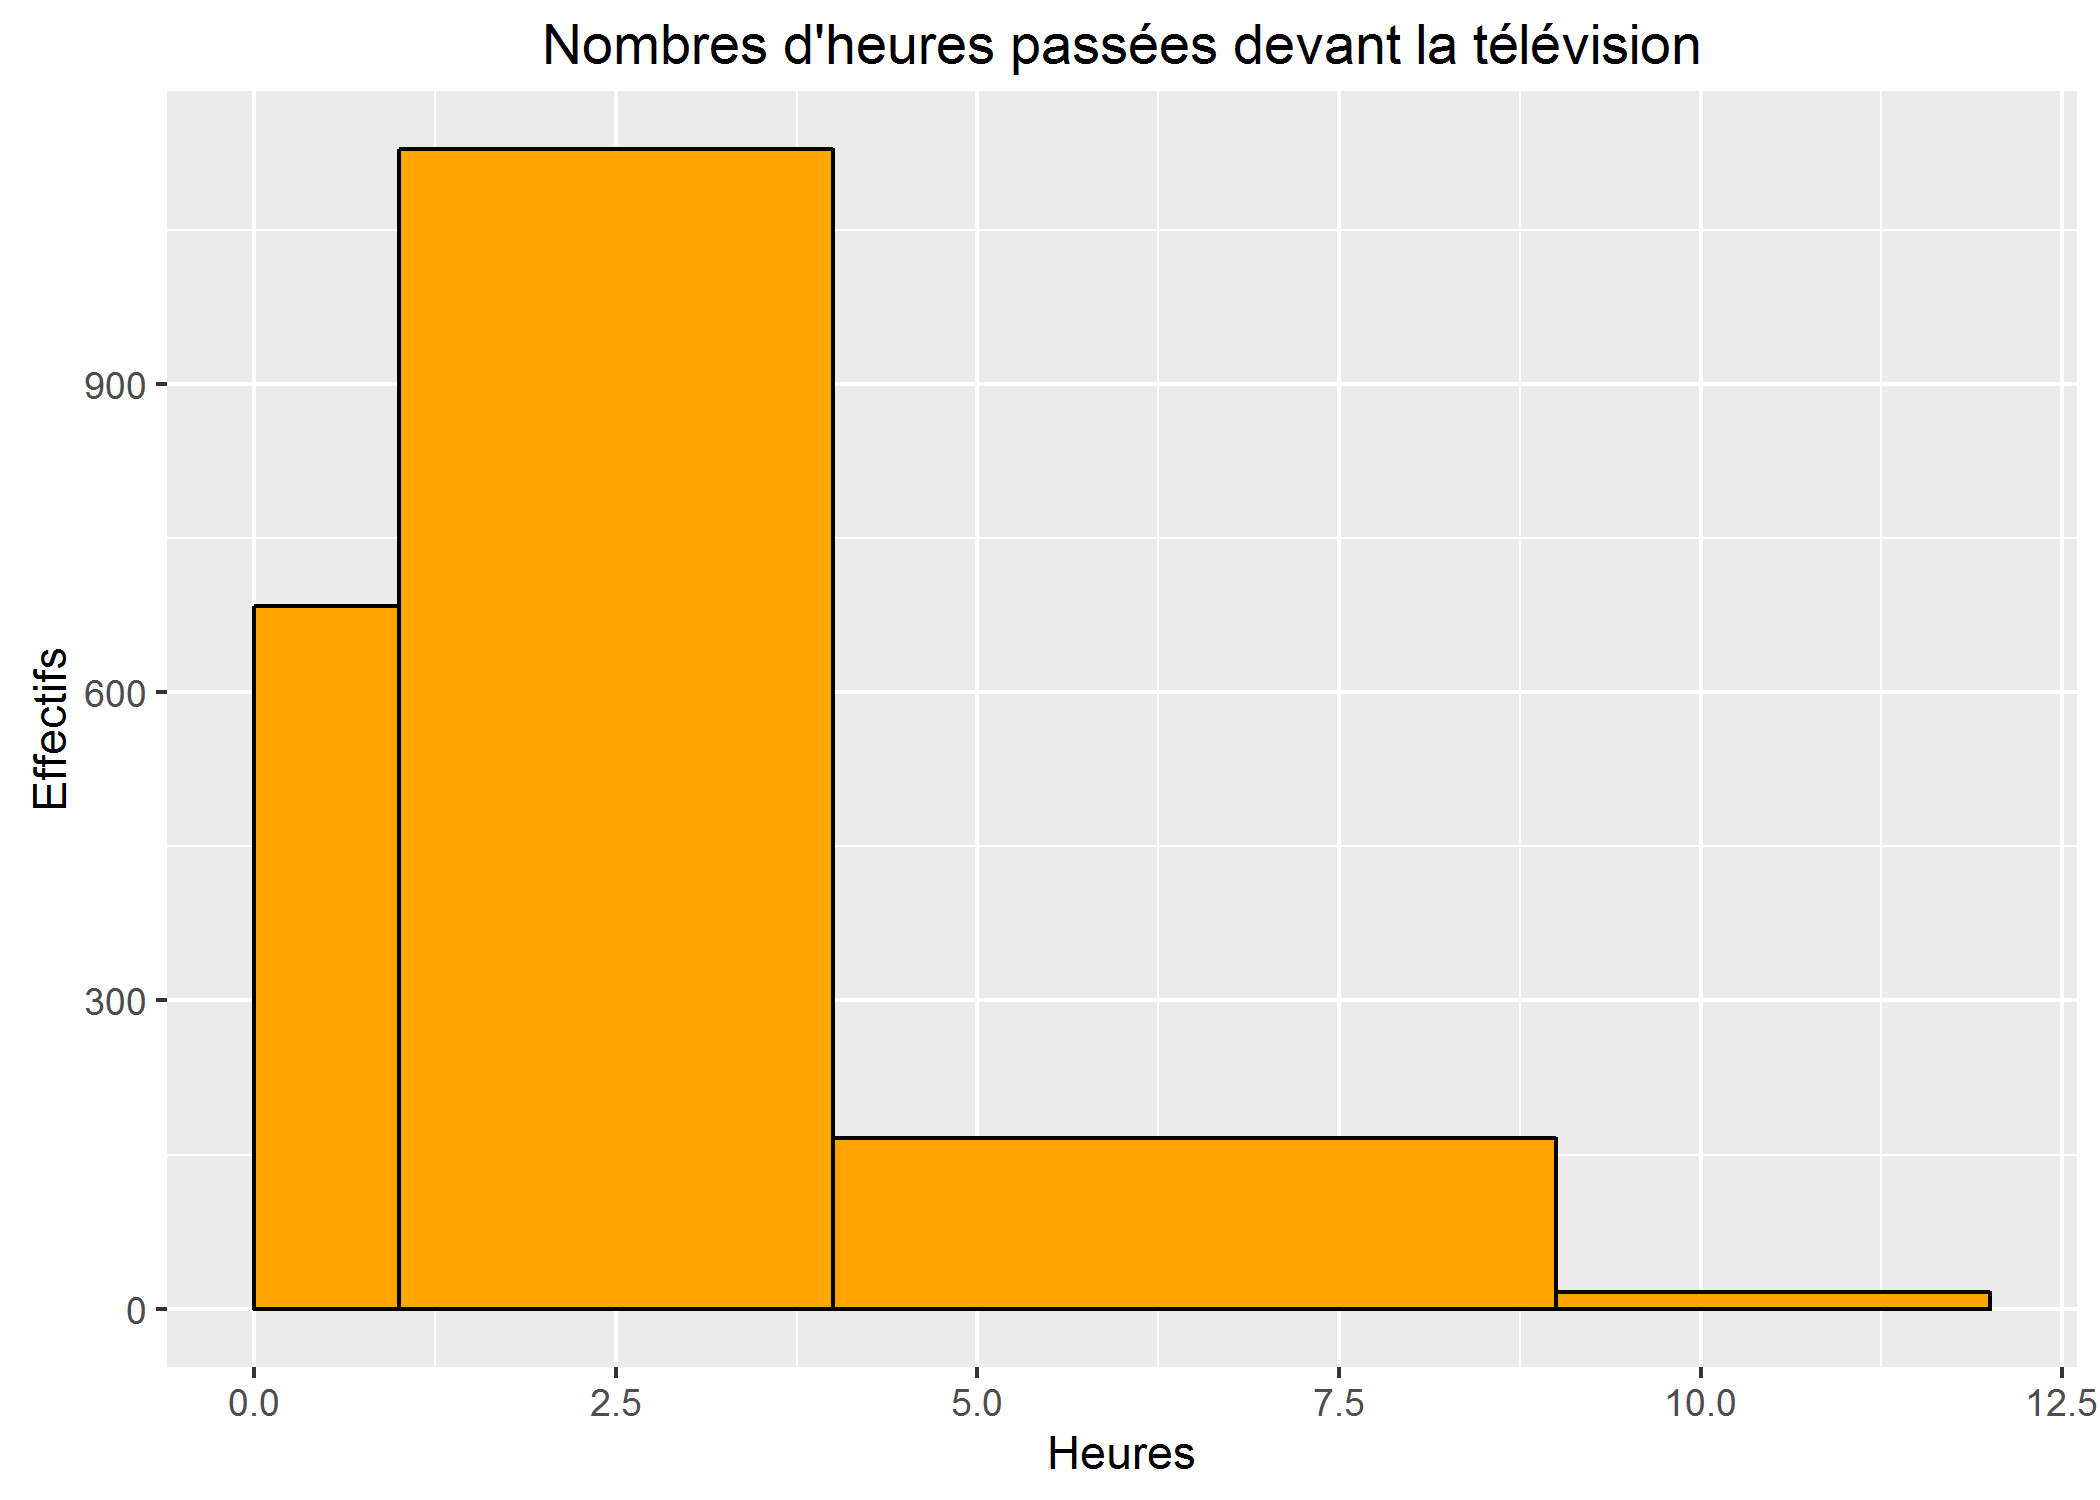 Nombres d'heures passées devant la télévision
Effectifs
900
600
300
0
0.0 2.5 5.0 7.5 10.0 12.5
Heures